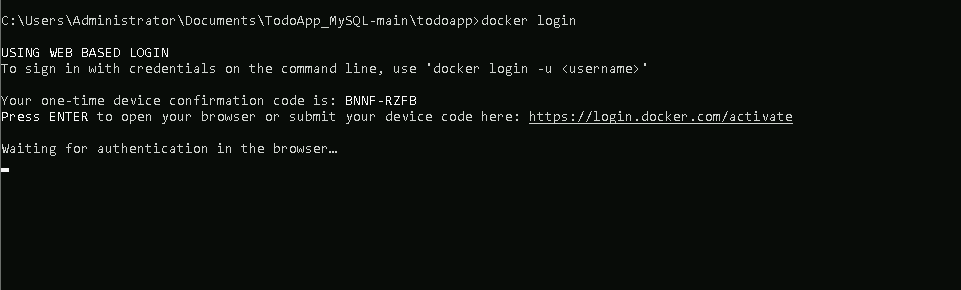 C:\Users\Administrator\Documents\TodoApp_MySQL-main\todoapp>docker login
USING WEB BASED LOGIN
To sign in with credentials on the command line, use 'docker login -u <username>'
Your one-time device confirmation code is: BNNF-RZFB
Press ENTER to open your browser or submit your device code here: https://login.docker.com/activate
Waiting for authentication in the browser…